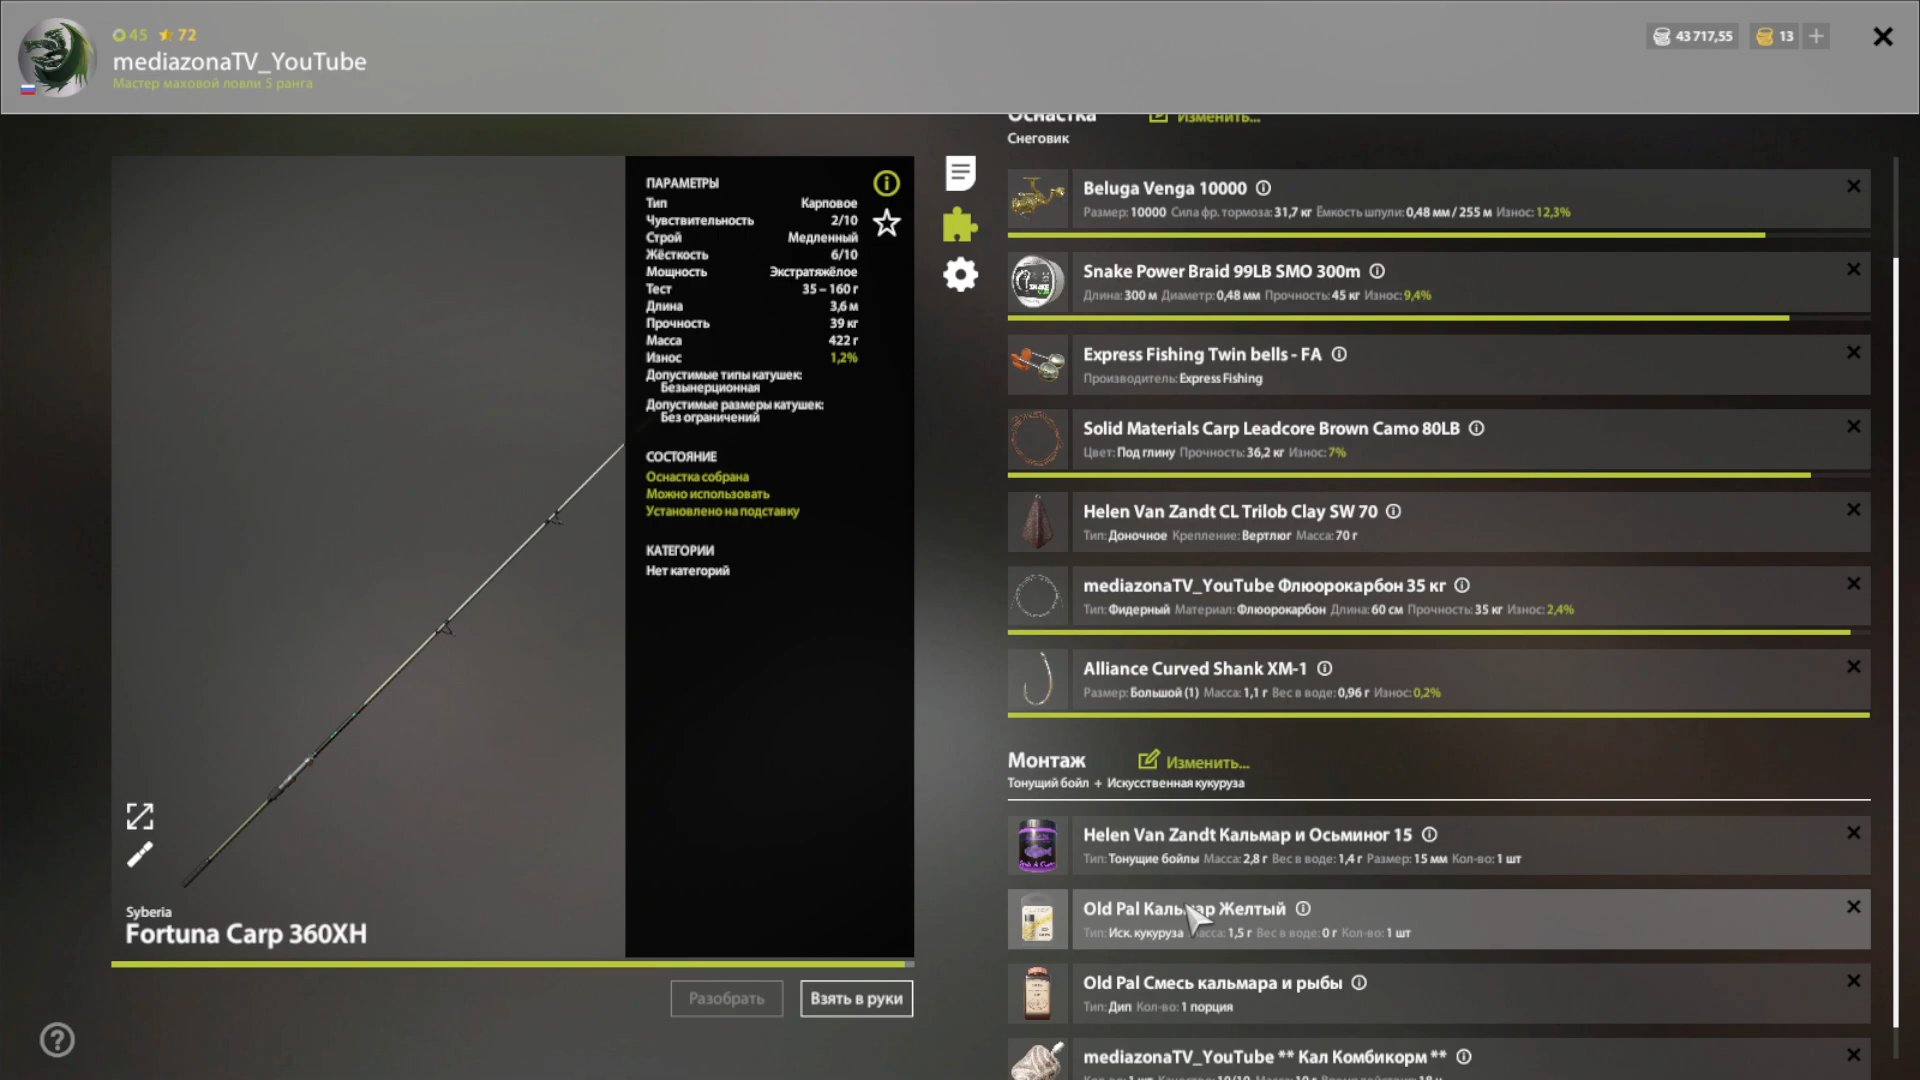 45 72
mediazonaTV_YouTube
Мастер маховой ловли 5 ранга
43 717,55
13
Оснастка
Изменить...
Снеговик
ПАРАМЕТРЫ
Тип Карповое
Чувствительность 2/10
Строй Медленный
Жёсткость 6/10
Мощность Экстратяжёлое
Тест 35 – 160 г
Длина 3,6 м
Прочность 39 кг
Масса 422 г
Износ 1,2%
Допустимые типы катушек:
Безынерционная
Допустимые размеры катушек:
Без ограничений
СОСТОЯНИЕ
Оснастка собрана
Можно использовать
Установлено на подставку
КАТЕГОРИИ
Нет категорий
Syberia
Fortuna Carp 360XH
Разобрать
Взять в руки
Beluga Venga 10000
Размер: 10000 Сила фр. тормоза: 31,7 кг Ёмкость шпули: 0,48 мм / 255 м Износ: 12,3%
Snake Power Braid 99LB SMO 300m
Длина: 300 м Диаметр: 0,48 мм Прочность: 45 кг Износ: 9,4%
Express Fishing Twin bells - FA
Производитель: Express Fishing
Solid Materials Carp Leadcore Brown Camo 80LB
Цвет: Под глину Прочность: 36,2 кг Износ: 7%
Helen Van Zandt CL Trilob Clay SW 70
Тип: Доночное Крепление: Вертлюг Масса: 70 г
mediazonaTV_YouTube Флюорокарбон 35 кг
Тип: Фидерный Материал: Флюорокарбон Длина: 60 см Прочность: 35 кг Износ: 2,4%
Alliance Curved Shank XM-1
Размер: Большой (1) Масса: 1,1 г Вес в воде: 0,96 г Износ: 0,2%
Монтаж
Изменить...
Тонущий бойл + Искусственная кукуруза
Helen Van Zandt Кальмар и Осьминог 15
Тип: Тонущие бойлы Масса: 2,8 г Вес в воде: 1,4 г Размер: 15 мм Кол-во: 1 шт
Old Pal Кальмар Желтый
Тип: Иск. кукуруза Масса: 1,5 г Вес в воде: 0 г Кол-во: 1 шт
Old Pal Смесь кальмара и рыбы
Тип: Дип Кол-во: 1 порция
mediazonaTV_YouTube ** Кал Комбикорм **